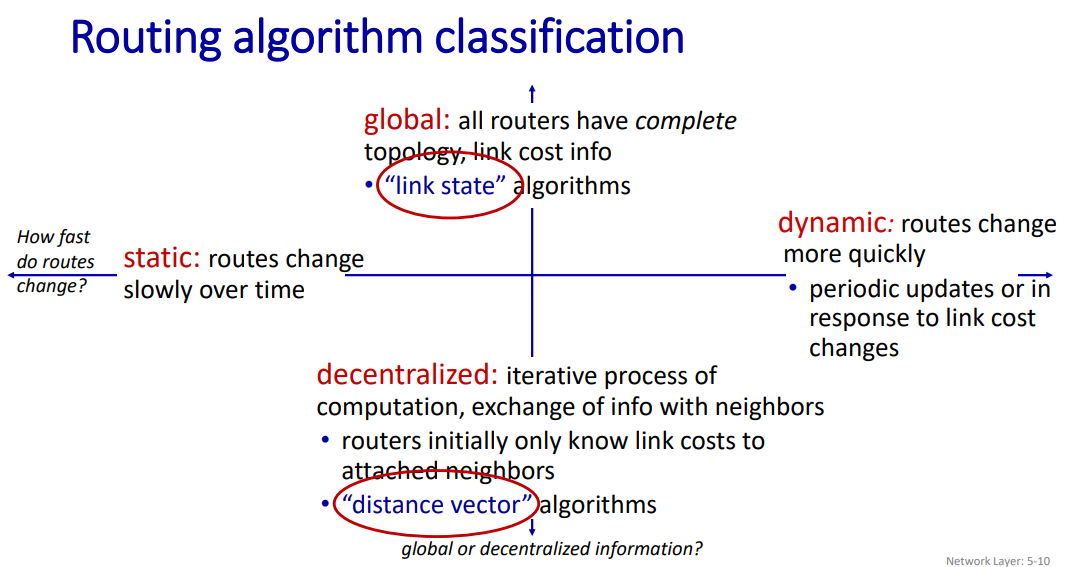 Routing algorithm classification
global: all routers have complete
topology, link cost info
• “link state” algorithms
How fast
do routes
change?
static: routes change
slowly over time
dynamic: routes change
more quickly
• periodic updates or in
response to link cost
changes
decentralized: iterative process of
computation, exchange of info with neighbors
• routers initially only know link costs to
attached neighbors
• “distance vector” algorithms
global or decentralized information?
Network Layer: 5-10